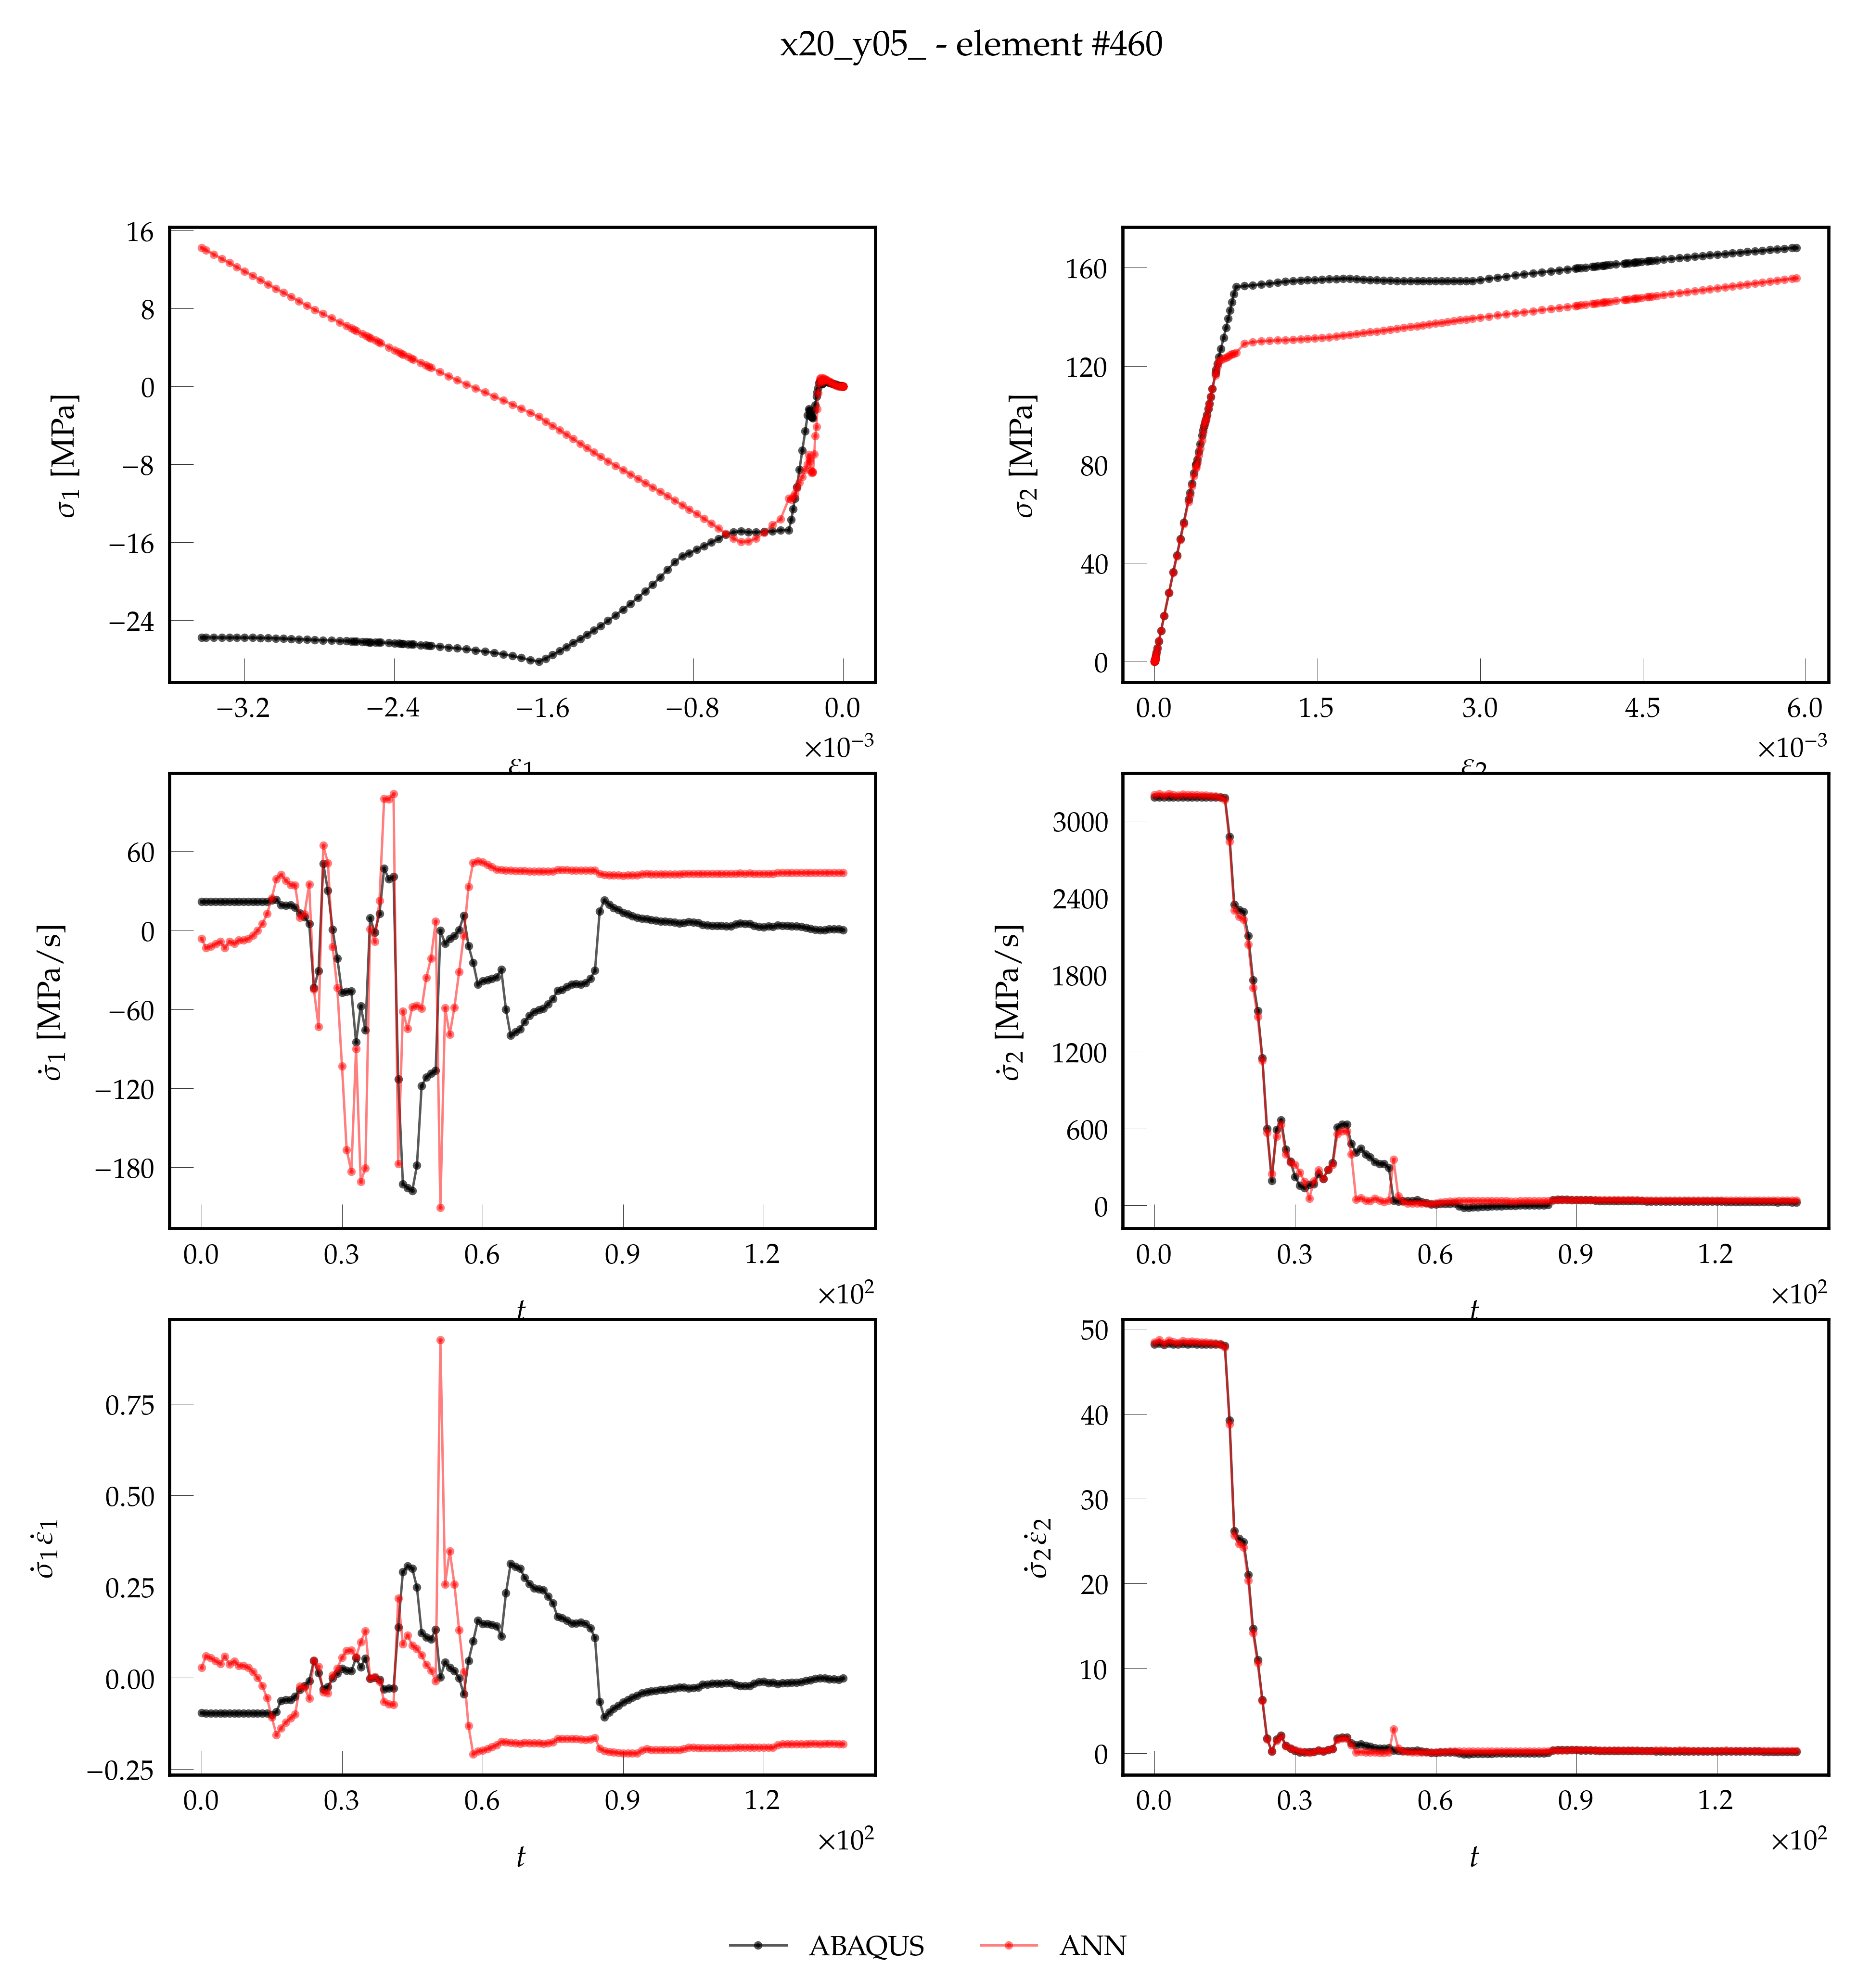 x20_y05_ - element #460
σ1 [MPa]
16
8
0
−8
−16
−24
−3.2 −2.4 −1.6 −0.8 0.0
×10−3
ε1
σ2 [MPa]
160
120
80
40
0
0.0 1.5 3.0 4.5 6.0
×10−3
ε2
σ̇1 [MPa/s]
60
0
−60
−120
−180
0.0 0.3 0.6 0.9 1.2
×102
t
σ̇2 [MPa/s]
3000
2400
1800
1200
600
0
0.0 0.3 0.6 0.9 1.2
×102
t
σ̇1ε̇1
0.75
0.50
0.25
0.00
−0.25
0.0 0.3 0.6 0.9 1.2
×102
t
σ̇2ε̇2
50
40
30
20
10
0
0.0 0.3 0.6 0.9 1.2
×102
t
ABAQUS ANN